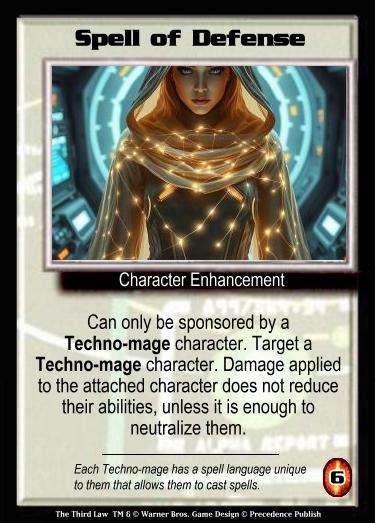 Spell of Defense
Character Enhancement
Can only be sponsored by a
Techno-mage character. Target a
Techno-mage character. Damage applied
to the attached character does not reduce
their abilities, unless it is enough to
neutralize them.
Each Techno-mage has a spell language unique
to them that allows them to cast spells.
6
The Third Law TM & © Warner Bros. Game Design © Precedence Publish